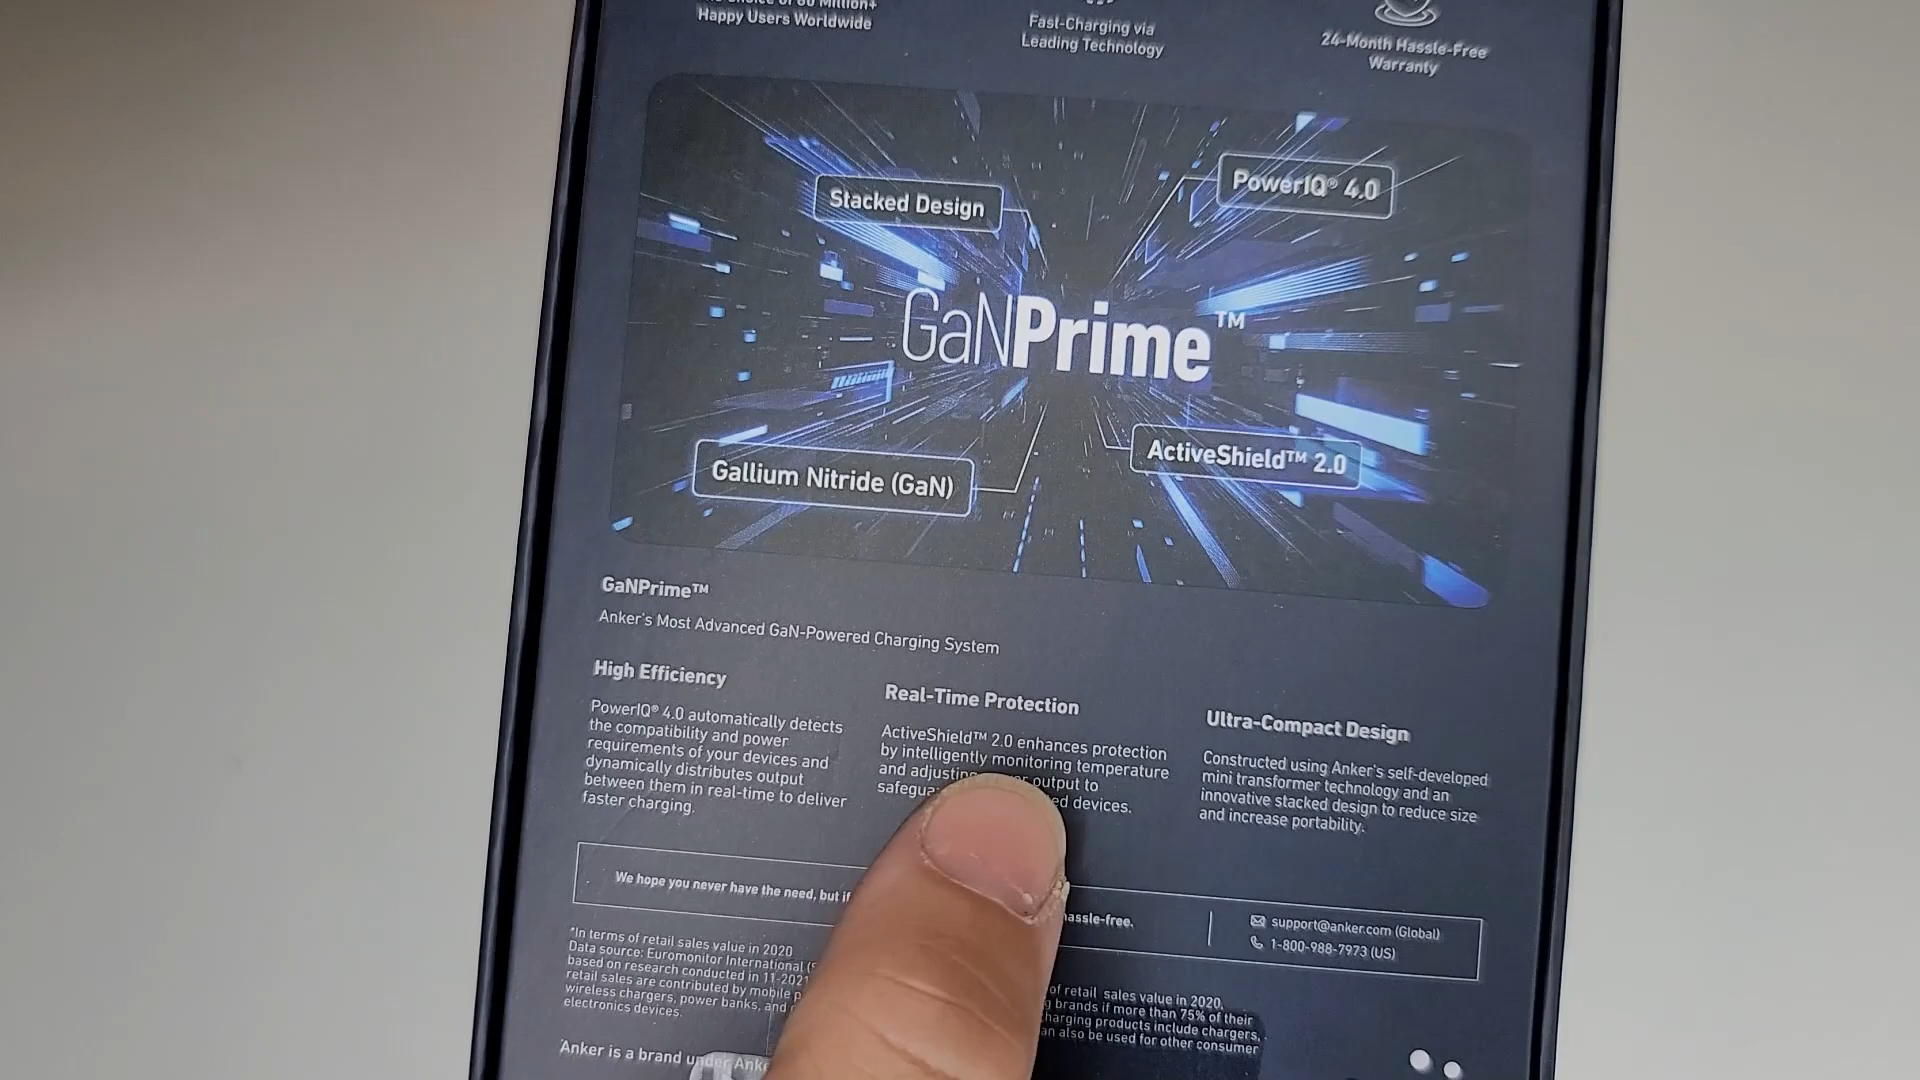 Happy Users Worldwide
Fast-Charging via
Leading Technology
24-Month Hassle-Free
Warranty
Stacked Design
PowerIQ® 4.0
GaNPrime™
Gallium Nitride (GaN)
ActiveShield™ 2.0
GaNPrime™
Anker's Most Advanced GaN-Powered Charging System
High Efficiency
PowerIQ® 4.0 automatically detects
the compatibility and power
requirements of your devices and
dynamically distributes output
between them in real-time to deliver
faster charging.
Real-Time Protection
ActiveShield™ 2.0 enhances protection
by intelligently monitoring temperature
and adjusting output to
devices.
Ultra-Compact Design
Constructed using Anker's self-developed
mini transformer technology and an
innovative stacked design to reduce size
and increase portability.
We hope you never have the need, but if
hassle-free.
support@anker.com (Global)
1-800-988-7973 (US)
*In terms of retail sales value in 2020
Data source: Euromonitor International
based on research conducted in 11-2021
retail sales are contributed by mobile
wireless chargers, power banks, and
electronics devices.
of retail sales value in 2020.
brands if more than 75% of their
charging products include chargers,
can also be used for other consumer
Anker is a brand under